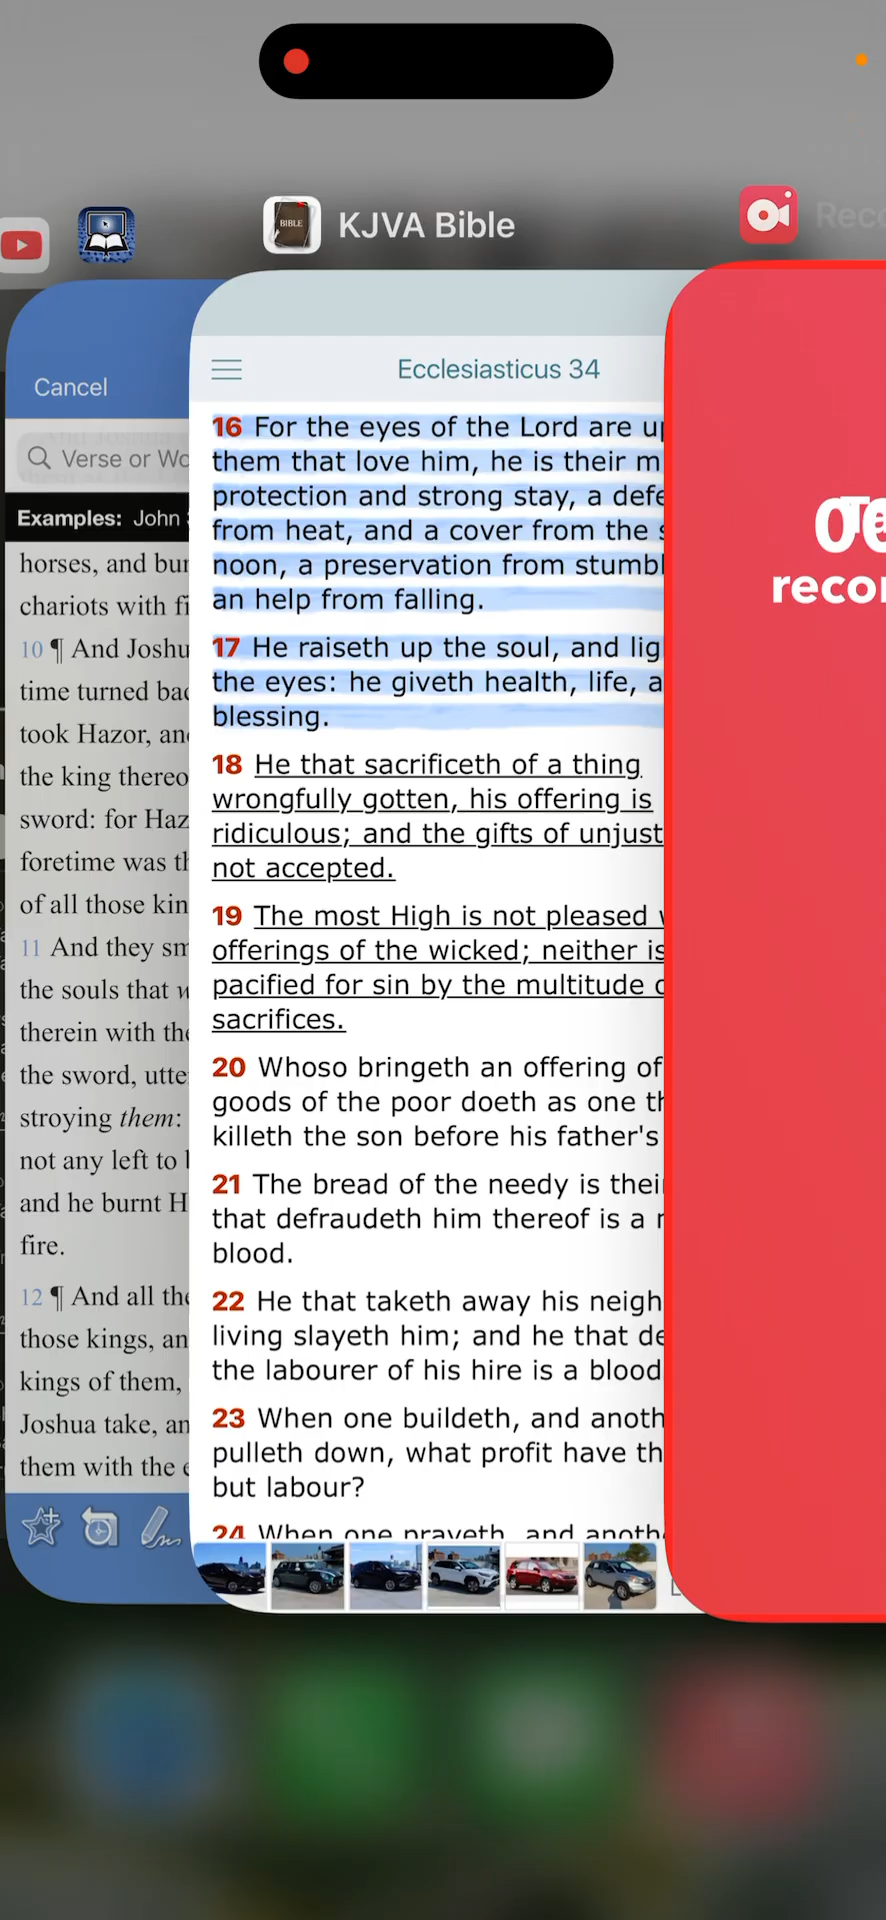 KJVA Bible
Reco
Cancel
Verse or Wo
Examples: John
horses, and bur
chariots with fi
10 ¶ And Joshu
time turned bac
took Hazor, an
the king thereo
sword: for Haz
foretime was th
of all those kin
11 And they sm
the souls that w
therein with the
the sword, utte
stroying them:
not any left to
and he burnt H
fire.
12 ¶ And all the
those kings, an
kings of them,
Joshua take, an
them with the e
Ecclesiasticus 34
16 For the eyes of the Lord are up
them that love him, he is their m
protection and strong stay, a defe
from heat, and a cover from the s
noon, a preservation from stumbl
an help from falling.
17 He raiseth up the soul, and lig
the eyes: he giveth health, life, a
blessing.
18 He that sacrificeth of a thing
wrongfully gotten, his offering is
ridiculous; and the gifts of unjust
not accepted.
19 The most High is not pleased w
offerings of the wicked; neither is
pacified for sin by the multitude o
sacrifices.
20 Whoso bringeth an offering of
goods of the poor doeth as one th
killeth the son before his father's
21 The bread of the needy is thei
that defraudeth him thereof is a
blood.
22 He that taketh away his neigh
living slayeth him; and he that de
the labourer of his hire is a blood
23 When one buildeth, and anoth
pulleth down, what profit have th
but labour?
24 When one prayeth, and anoth
recor